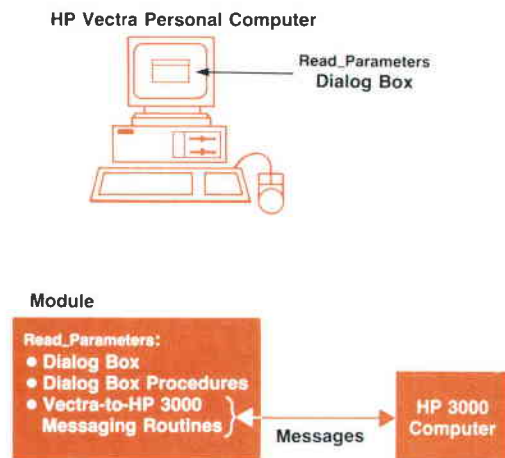 HP Vectra Personal Computer
Read_Parameters
Dialog Box
Module
Read_Parameters:
● Dialog Box
● Dialog Box Procedures
● Vectra-to-HP 3000
Messaging Routines
Messages
HP 3000
Computer